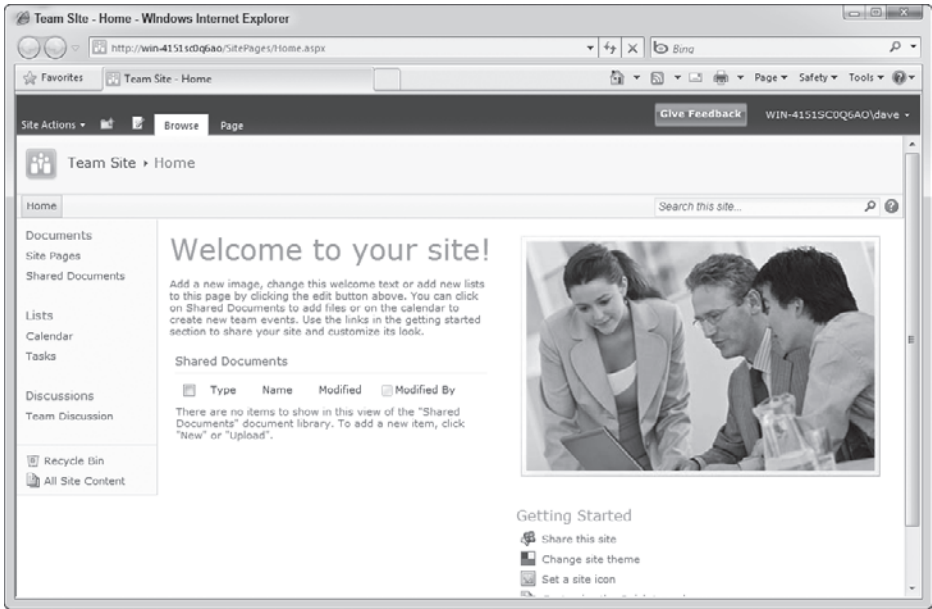 Team Site - Home - Windows Internet Explorer
http://win-4151sc0q6ao/SitePages/Home.aspx
Bing
Favorites
Team Site - Home
Page
Safety
Tools
Site Actions
Browse
Page
Give Feedback
WIN-4151SC0Q6AO\dave
Team Site
Home
Home
Search this site...
Documents
Site Pages
Shared Documents
Lists
Calendar
Tasks
Discussions
Team Discussion
Recycle Bin
All Site Content
Welcome to your site!
Add a new image, change this welcome text or add new lists
to this page by clicking the edit button above. You can click
on Shared Documents to add files or on the calendar to
create new team events. Use the links in the getting started
section to share your site and customize its look.
Shared Documents
Type Name Modified Modified By
There are no items to show in this view of the "Shared
Documents" document library. To add a new item, click
"New" or "Upload".
Getting Started
Share this site
Change site theme
Set a site icon